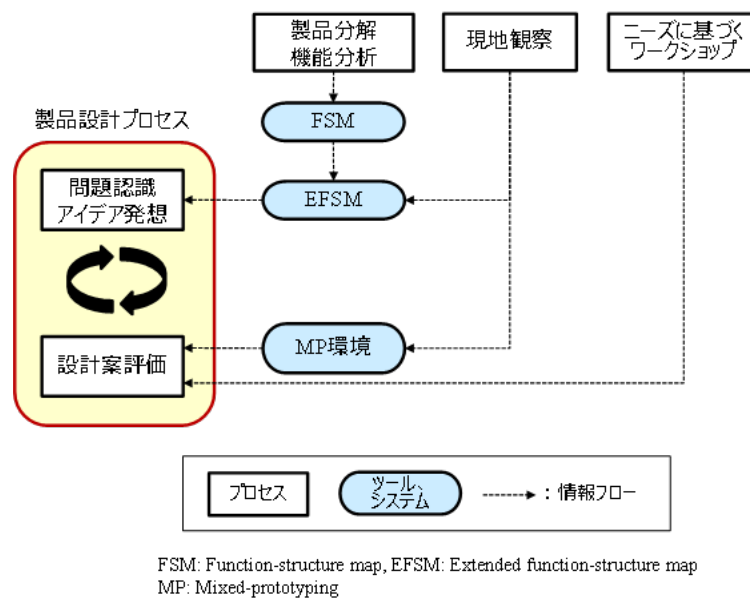 製品分解
機能分析
現地観察
ニーズに基づく
ワークショップ
製品設計プロセス
FSM
問題認識
アイデア発想
EFSM
MP環境
設計案評価
プロセス
ツール、
システム
：情報フロー
FSM: Function-structure map, EFSM: Extended function-structure map
MP: Mixed-prototyping